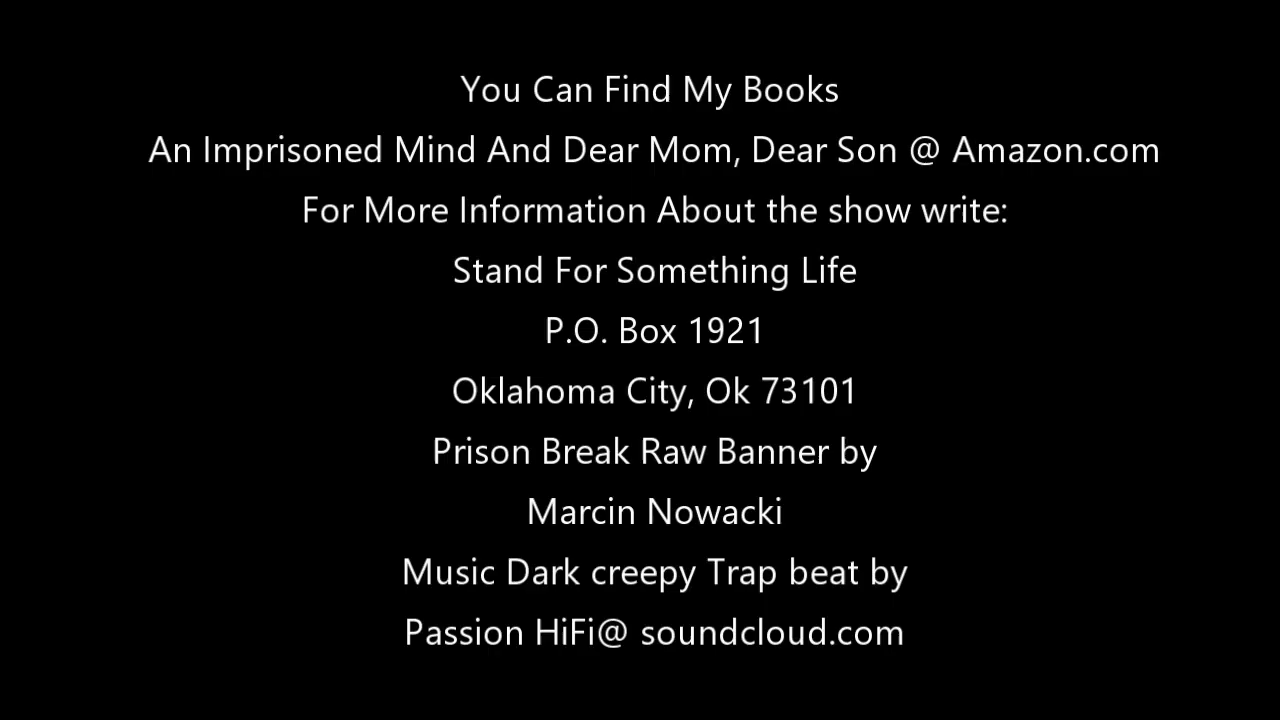 You Can Find My Books
An Imprisoned Mind And Dear Mom, Dear Son @ Amazon.com
For More Information About the show write:
Stand For Something Life
P.O. Box 1921
Oklahoma City, Ok 73101
Prison Break Raw Banner by
Marcin Nowacki
Music Dark creepy Trap beat by
Passion HiFi@ soundcloud.com